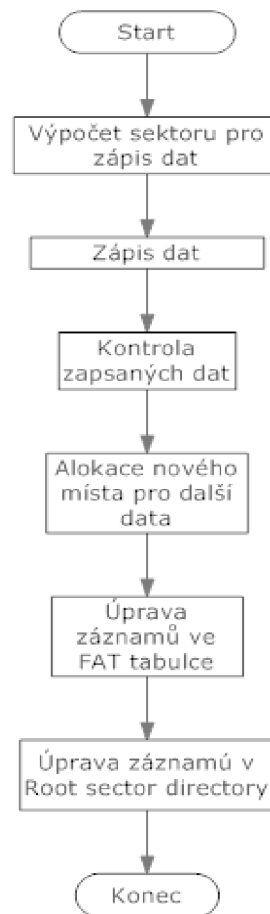 Start
Výpočet sektoru pro
zápis dat
Zápis dat
Kontrola
zapsaných dat
Alokace nového
místa pro další
data
Úprava
záznamů ve
FAT tabulce
Úprava záznamú v
Root sector directory
Konec